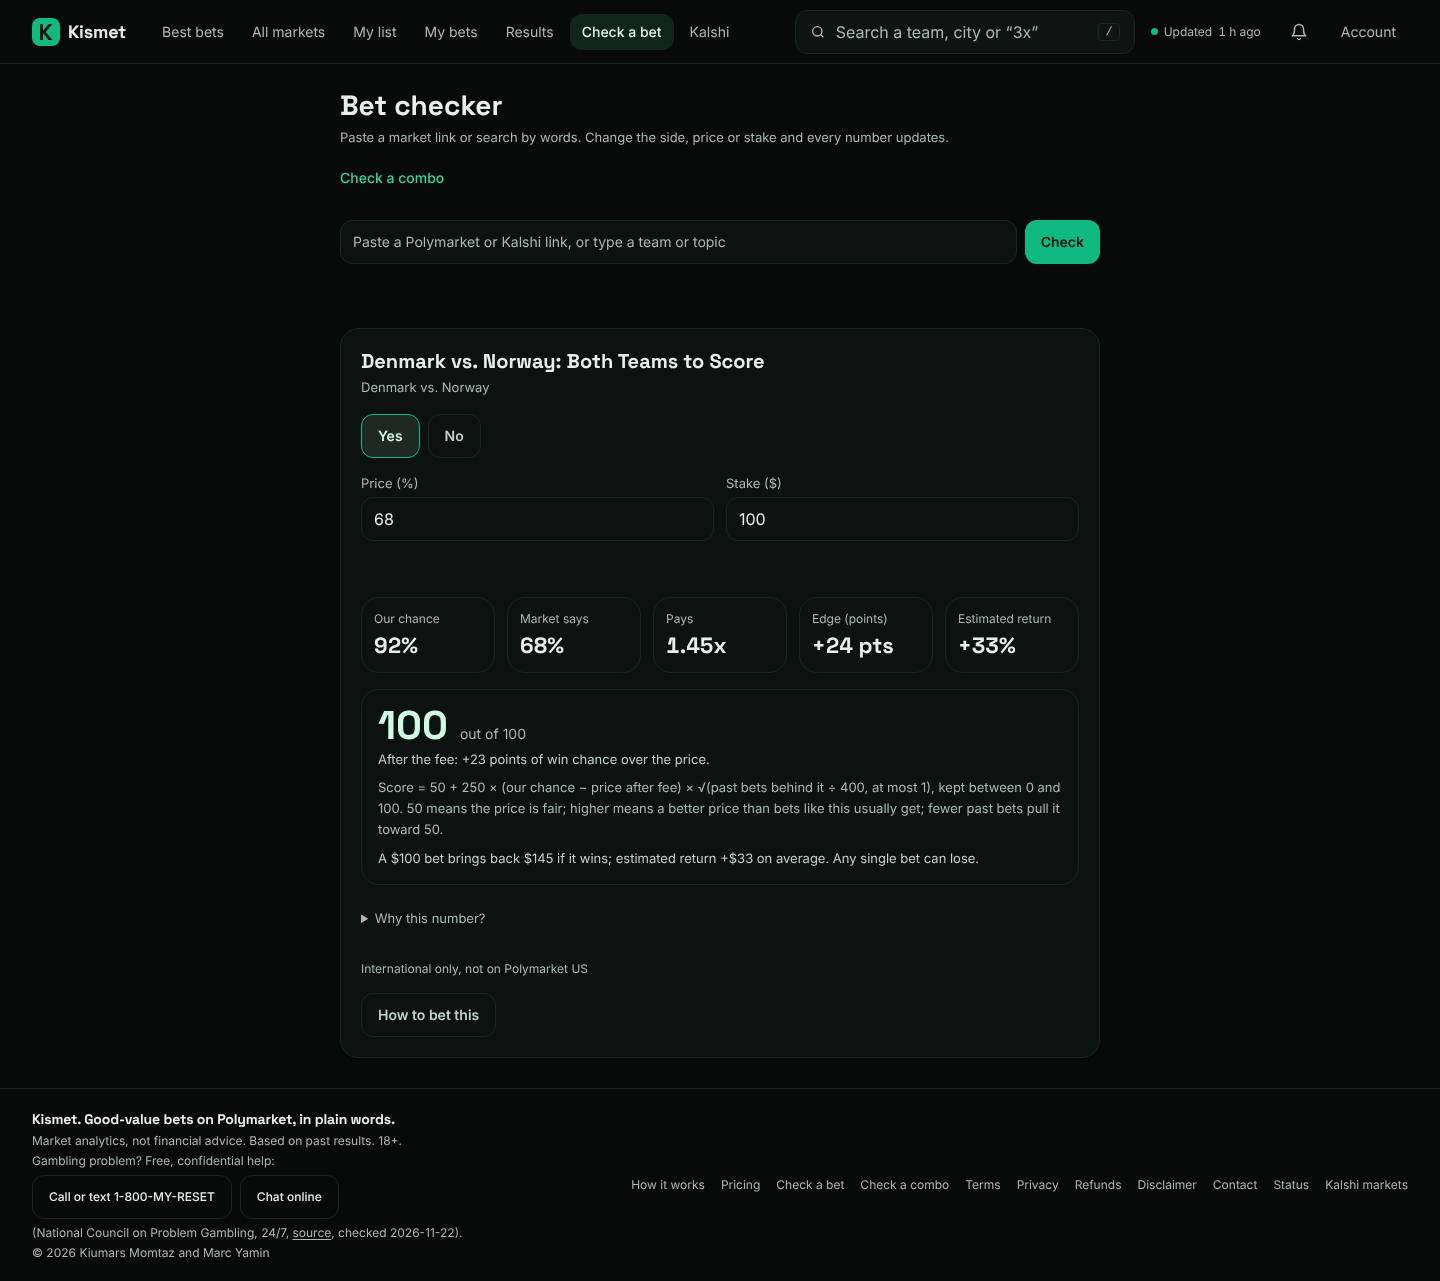 K Kismet
Best bets
All markets
My list
My bets
Results
Check a bet
Kalshi
Search a team, city or “3x”
/
Updated 1 h ago
Account
Bet checker
Paste a market link or search by words. Change the side, price or stake and every number updates.
Check a combo
Paste a Polymarket or Kalshi link, or type a team or topic
Check
Denmark vs. Norway: Both Teams to Score
Denmark vs. Norway
Yes
No
Price (%)
Stake ($)
68
100
Our chance
92%
Market says
68%
Pays
1.45x
Edge (points)
+24 pts
Estimated return
+33%
100 out of 100
After the fee: +23 points of win chance over the price.
Score = 50 + 250 × (our chance − price after fee) × √(past bets behind it ÷ 400, at most 1), kept between 0 and
100. 50 means the price is fair; higher means a better price than bets like this usually get; fewer past bets pull it
toward 50.
A $100 bet brings back $145 if it wins; estimated return +$33 on average. Any single bet can lose.
Why this number?
International only, not on Polymarket US
How to bet this
Kismet. Good-value bets on Polymarket, in plain words.
Market analytics, not financial advice. Based on past results. 18+.
Gambling problem? Free, confidential help:
Call or text 1-800-MY-RESET
Chat online
(National Council on Problem Gambling, 24/7, source, checked 2026-11-22).
© 2026 Kiumars Momtaz and Marc Yamin
How it works
Pricing
Check a bet
Check a combo
Terms
Privacy
Refunds
Disclaimer
Contact
Status
Kalshi markets